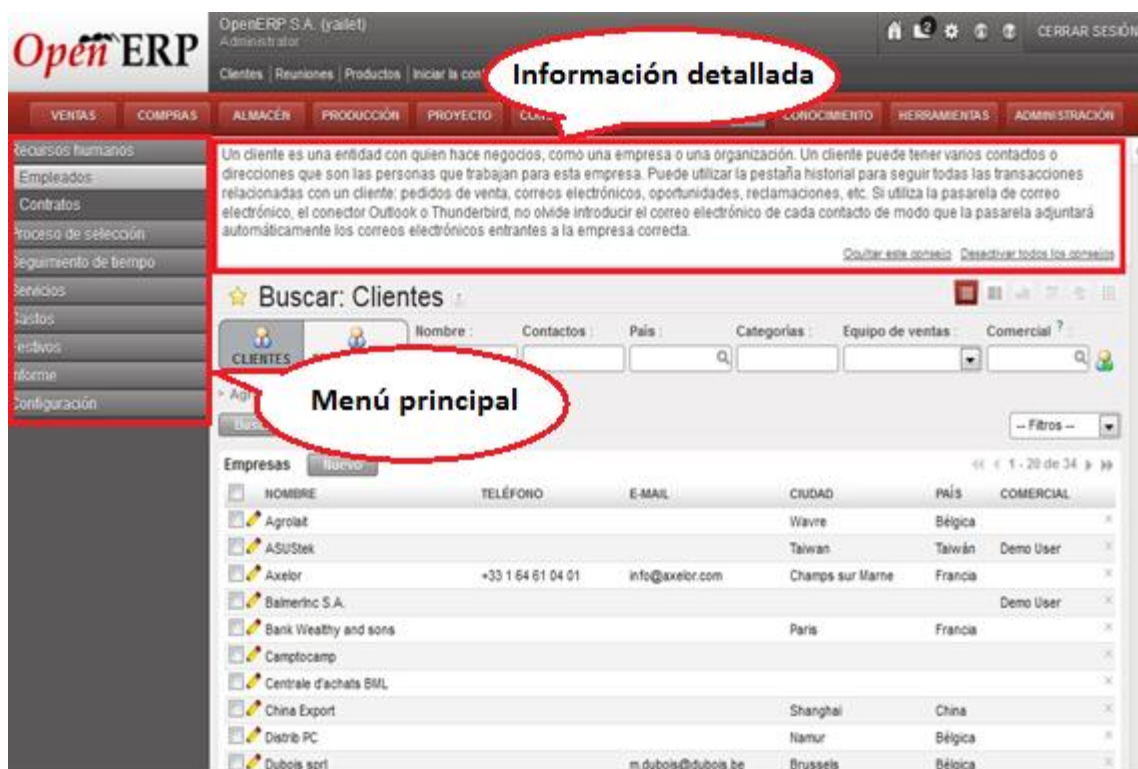 Open ERP
OpenERP S.A. (yailet)
Administrator
2
CERRAR SESIÓN
Clientes | Reuniones | Productos | Iniciar la con
Información detallada
VENTAS
COMPRAS
ALMACÉN
PRODUCCIÓN
PROYECTO
CONOCIMIENTO
HERRAMIENTAS
ADMINISTRACIÓN
Recursos humanos
Empleados
Contratos
Proceso de selección
Seguimiento de tiempo
Servicios
Gastos
Festivos
Informe
Configuración
Un cliente es una entidad con quien hace negocios, como una empresa o una organización. Un cliente puede tener varios contactos o
direcciones que son las personas que trabajan para esta empresa. Puede utilizar la pestaña historial para seguir todas las transacciones
relacionadas con un cliente: pedidos de venta, correos electrónicos, oportunidades, reclamaciones, etc. Si utiliza la pasarela de correo
electrónico, el conector Outlook o Thunderbird, no olvide introducir el correo electrónico de cada contacto de modo que la pasarela adjuntará
automáticamente los correos electrónicos entrantes a la empresa correcta.
Ocultar este consejo Desactivar todos los consejos
Buscar: Clientes
CLIENTES
Nombre :
Contactos :
País :
Categorías :
Equipo de ventas :
Comercial ? :
Menú principal
-- Filtros --
Empresas
Nuevo
1 - 20 de 34
NOMBRE TELÉFONO E-MAIL CIUDAD PAÍS COMERCIAL
Agrolait Wavre Bélgica
ASUStek Taiwan Taiwán Demo User
Axelor +33 1 64 61 04 01 info@axelor.com Champs sur Marne Francia
BalmerInc S.A. Demo User
Bank Wealthy and sons Paris Francia
Camptocamp
Centrale d'achats BML
China Export Shanghai China
Distrib PC Namur Bélgica
Dubois sprl m.dubois@dubois.be Brussels Bélgica